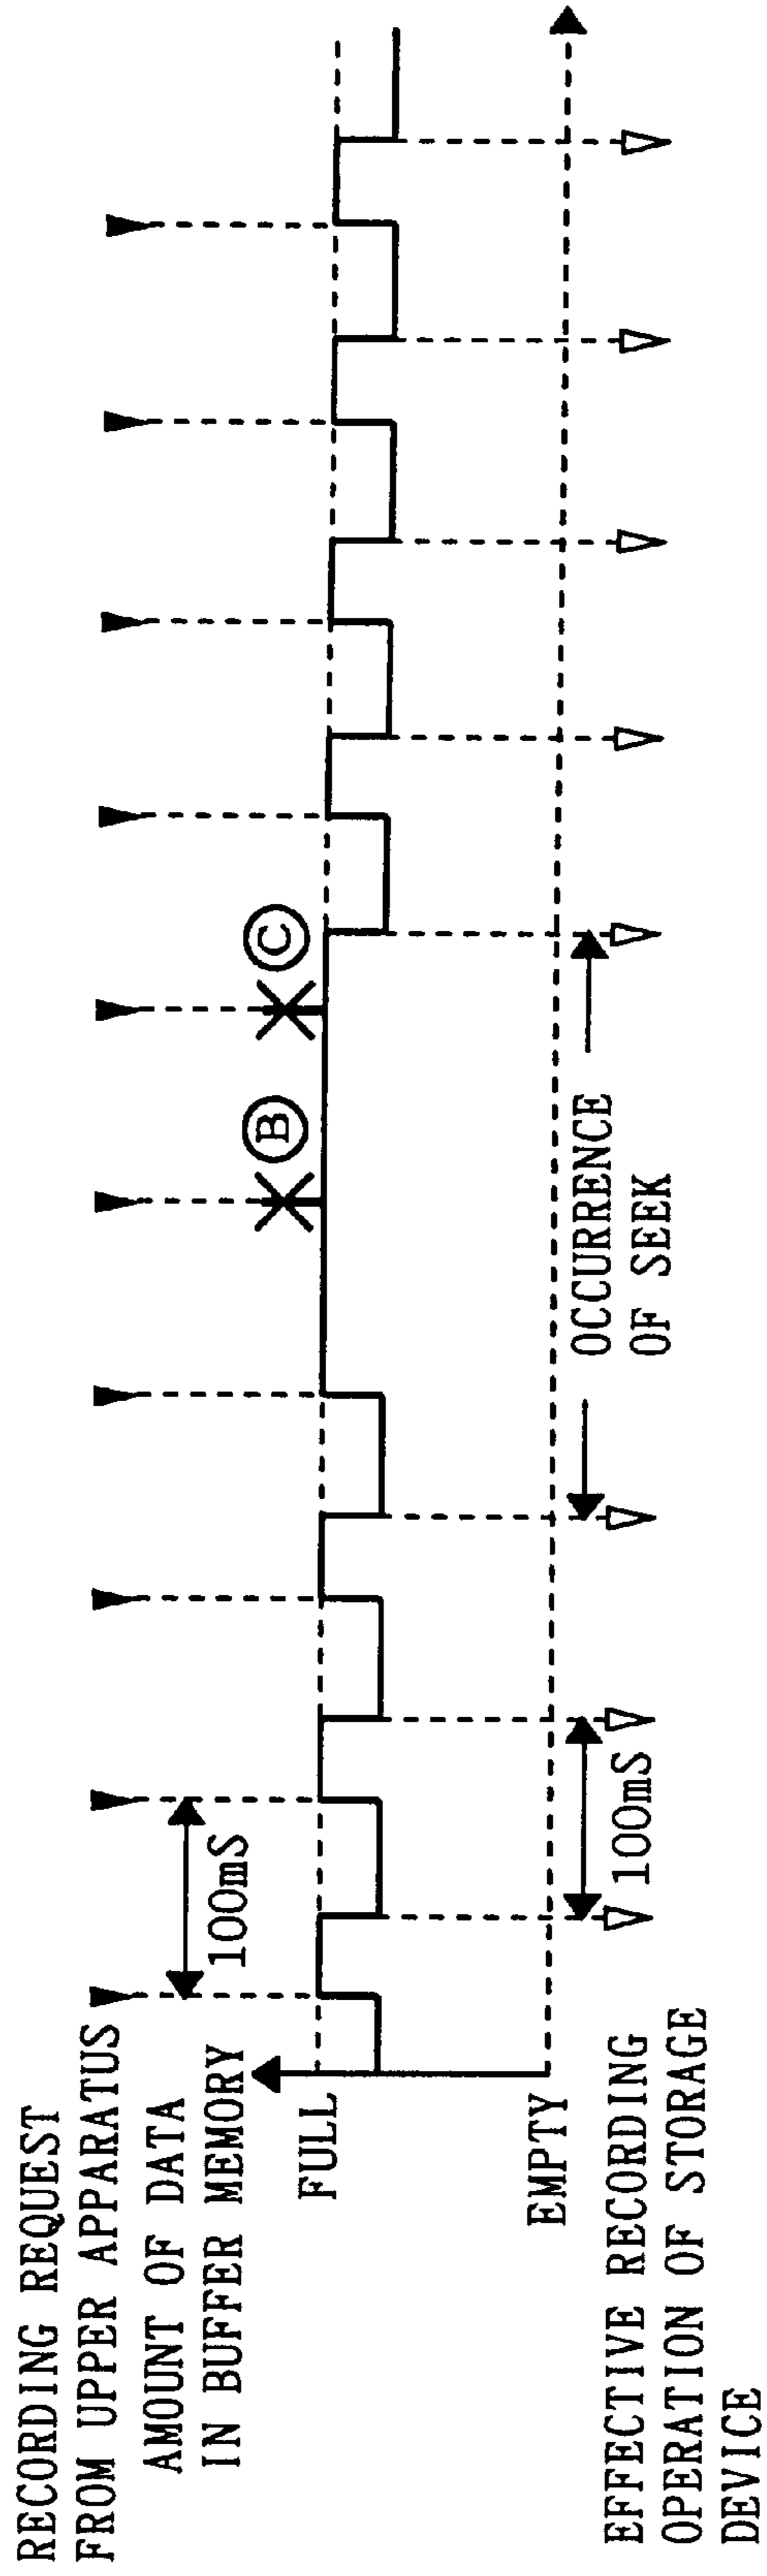 RECORDING REQUEST
FROM UPPER APPARATUS
100mS
AMOUNT OF DATA
IN BUFFER MEMORY
B
C
FULL
EMPTY
OCCURRENCE
OF SEEK
100mS
EFFECTIVE RECORDING
OPERATION OF STORAGE
DEVICE